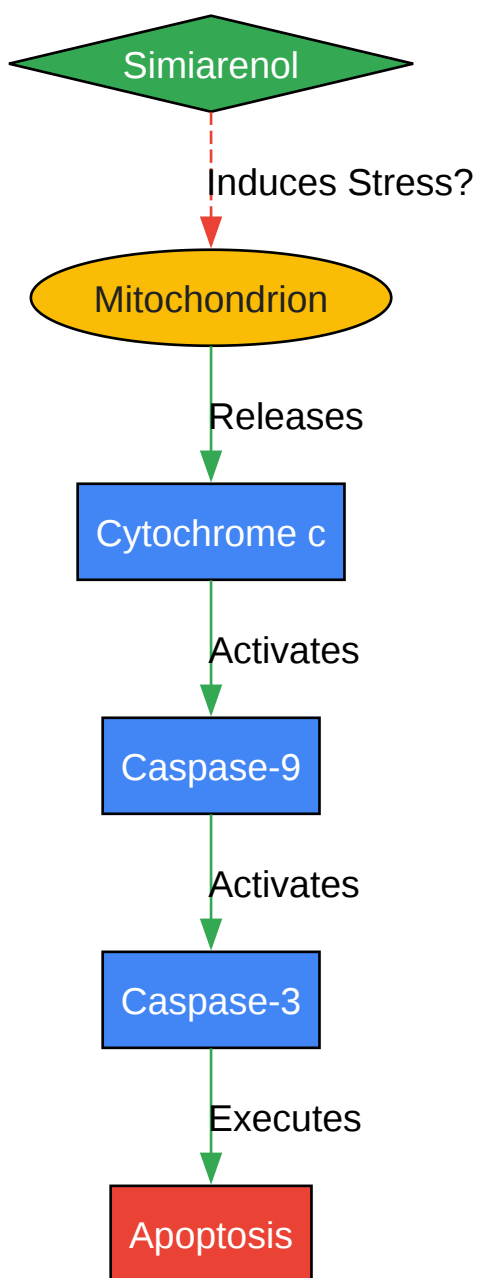 Simiarenol
Induces Stress?
Mitochondrion
Releases
Cytochrome c
Activates
Caspase-9
Activates
Caspase-3
Executes
Apoptosis